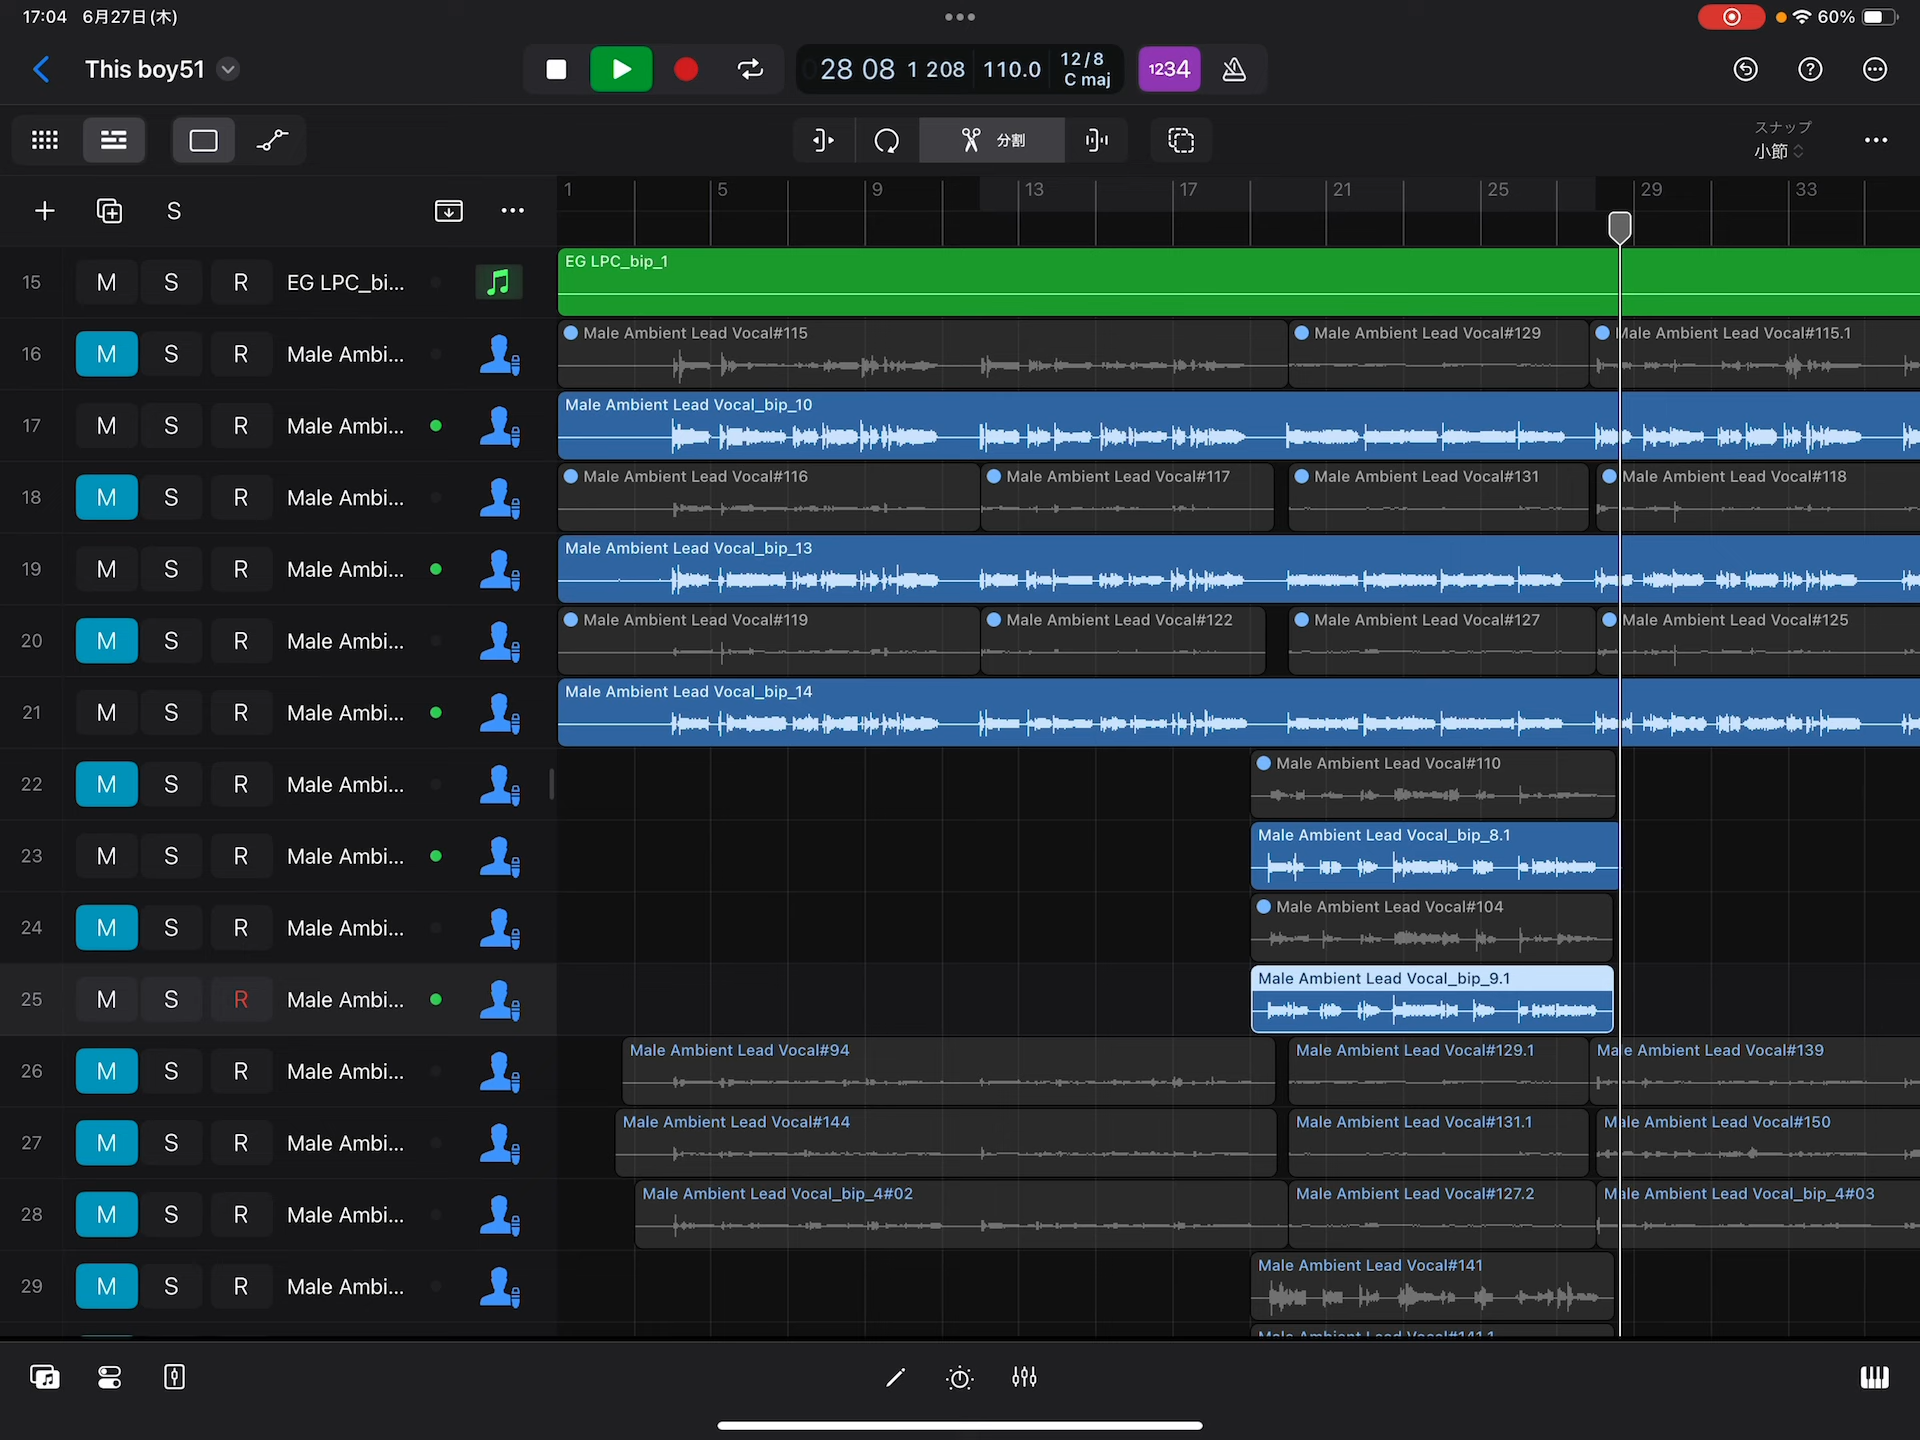 17:04 6月27日(木)
60%
This boy51
28 08 1 208 110.0 12/8 C maj
1234
分割
スナップ
小節
S
1 5 9 13 17 21 25 29 33
15 M S R EG LPC_bi...
EG LPC_bip_1
16 M S R Male Ambi...
Male Ambient Lead Vocal#115 Male Ambient Lead Vocal#129 Male Ambient Lead Vocal#115.1
17 M S R Male Ambi...
Male Ambient Lead Vocal_bip_10
18 M S R Male Ambi...
Male Ambient Lead Vocal#116 Male Ambient Lead Vocal#117 Male Ambient Lead Vocal#131 Male Ambient Lead Vocal#118
19 M S R Male Ambi...
Male Ambient Lead Vocal_bip_13
20 M S R Male Ambi...
Male Ambient Lead Vocal#119 Male Ambient Lead Vocal#122 Male Ambient Lead Vocal#127 Male Ambient Lead Vocal#125
21 M S R Male Ambi...
Male Ambient Lead Vocal_bip_14
22 M S R Male Ambi...
Male Ambient Lead Vocal#110
23 M S R Male Ambi...
Male Ambient Lead Vocal_bip_8.1
24 M S R Male Ambi...
Male Ambient Lead Vocal#104
25 M S R Male Ambi...
Male Ambient Lead Vocal_bip_9.1
26 M S R Male Ambi...
Male Ambient Lead Vocal#94 Male Ambient Lead Vocal#129.1 Male Ambient Lead Vocal#139
27 M S R Male Ambi...
Male Ambient Lead Vocal#144 Male Ambient Lead Vocal#131.1 Male Ambient Lead Vocal#150
28 M S R Male Ambi...
Male Ambient Lead Vocal_bip_4#02 Male Ambient Lead Vocal#127.2 Male Ambient Lead Vocal_bip_4#03
29 M S R Male Ambi...
Male Ambient Lead Vocal#141
Male Ambient Lead Vocal#141.1